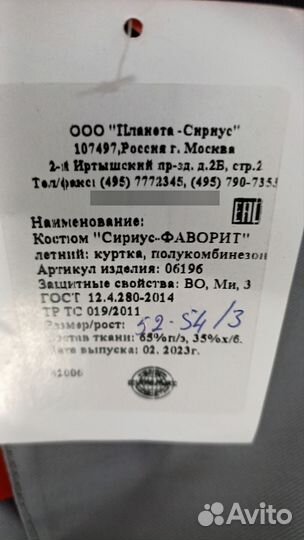 ООО "Планета-Сириус"
107497,Россия г. Москва
2-й Иртышский пр-зд. д.2Б, стр.2
Тел/факс: (495) 7772345, (495) 790-7355
ЕАС
Наименование:
Костюм "Сириус-ФАВОРИТ"
летний: куртка, полукомбинезон
Артикул изделия: 06196
Защитные свойства: ВО, Ми, З
ГОСТ 12.4.280-2014
ТР ТС 019/2011
Размер/рост: 52-54/3
Состав ткани: 65%п/э, 35%х/б.
Дата выпуска: 02. 2023г.
Avito